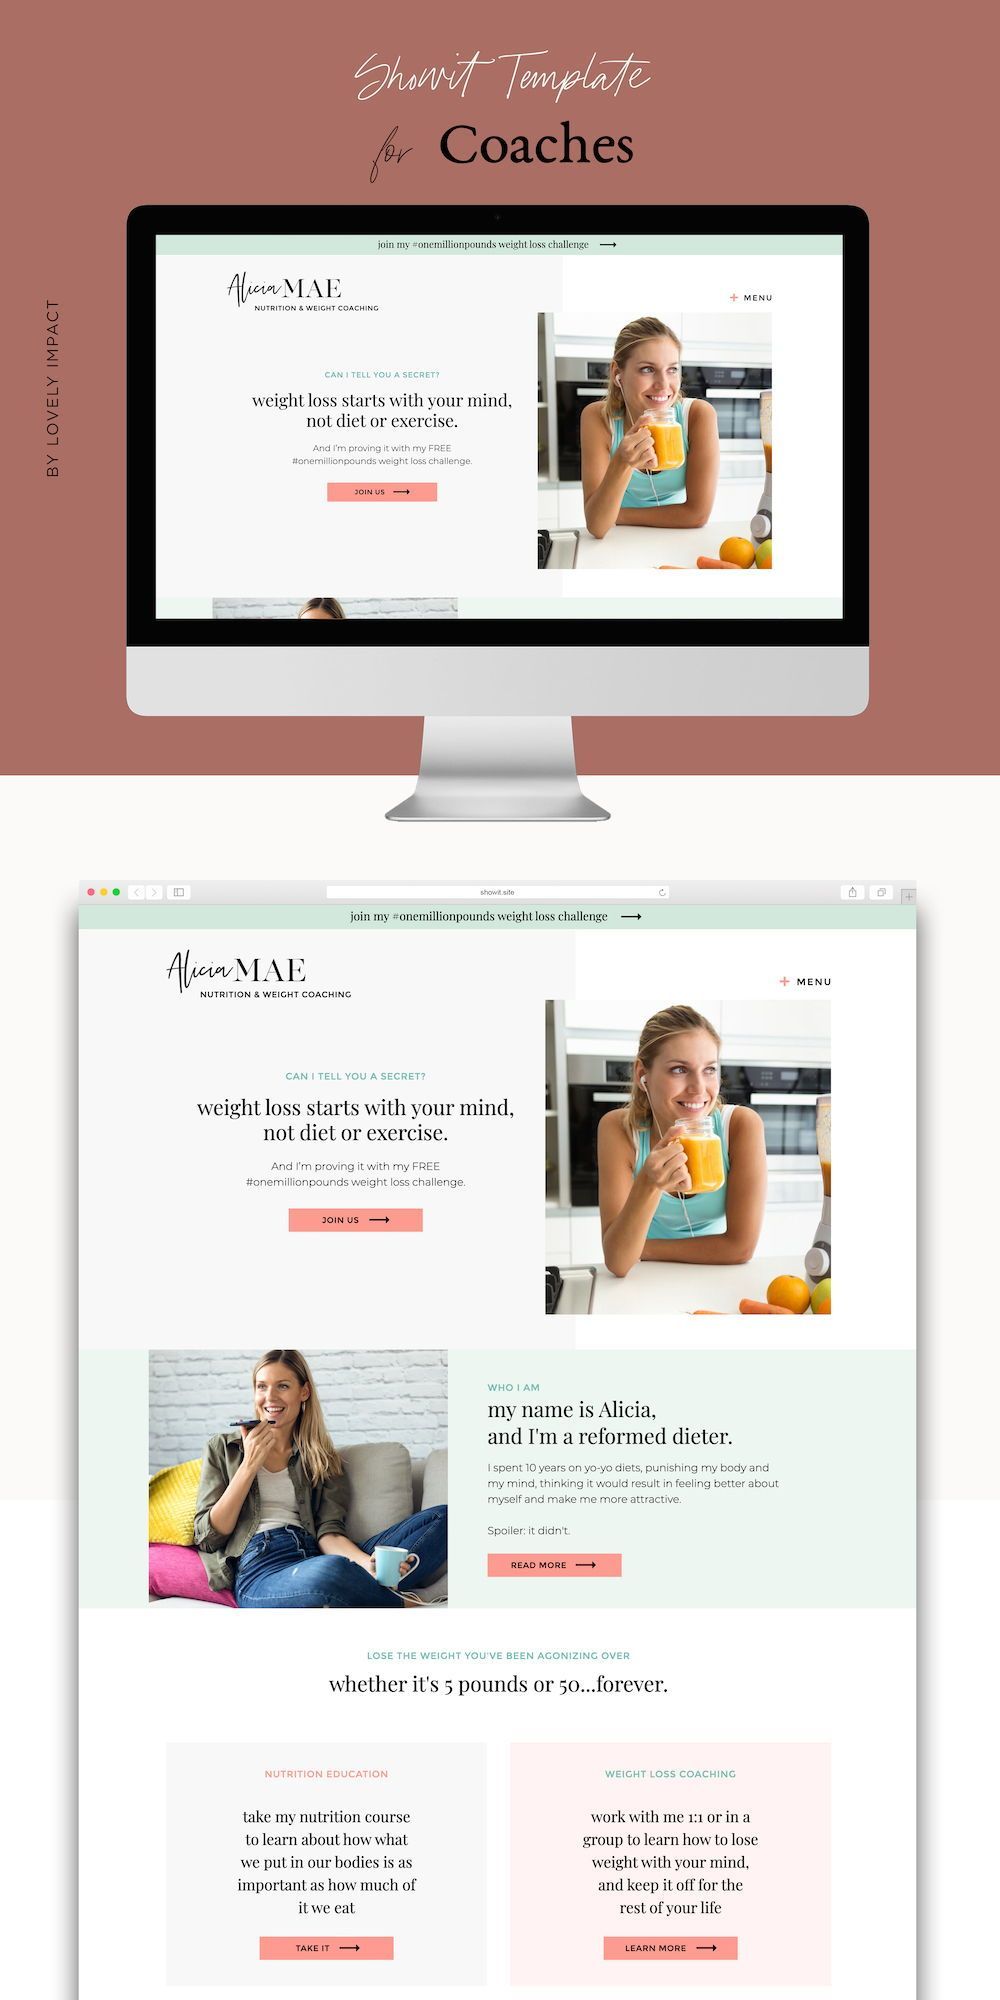 Showit Template
for Coaches
BY LOVELY IMPACT
join my #onemillionpounds weight loss challenge
Alicia MAE
NUTRITION & WEIGHT COACHING
MENU
CAN I TELL YOU A SECRET?
weight loss starts with your mind,
not diet or exercise.
And I'm proving it with my FREE
#onemillionpounds weight loss challenge.
JOIN US
showit.site
join my #onemillionpounds weight loss challenge
Alicia MAE
NUTRITION & WEIGHT COACHING
MENU
CAN I TELL YOU A SECRET?
weight loss starts with your mind,
not diet or exercise.
And I'm proving it with my FREE
#onemillionpounds weight loss challenge.
JOIN US
WHO I AM
my name is Alicia,
and I'm a reformed dieter.
I spent 10 years on yo-yo diets, punishing my body and
my mind, thinking it would result in feeling better about
myself and make me more attractive.
Spoiler: it didn't.
READ MORE
LOSE THE WEIGHT YOU'VE BEEN AGONIZING OVER
whether it's 5 pounds or 50...forever.
NUTRITION EDUCATION
take my nutrition course
to learn about how what
we put in our bodies is as
important as how much of
it we eat
TAKE IT
WEIGHT LOSS COACHING
work with me 1:1 or in a
group to learn how to lose
weight with your mind,
and keep it off for the
rest of your life
LEARN MORE